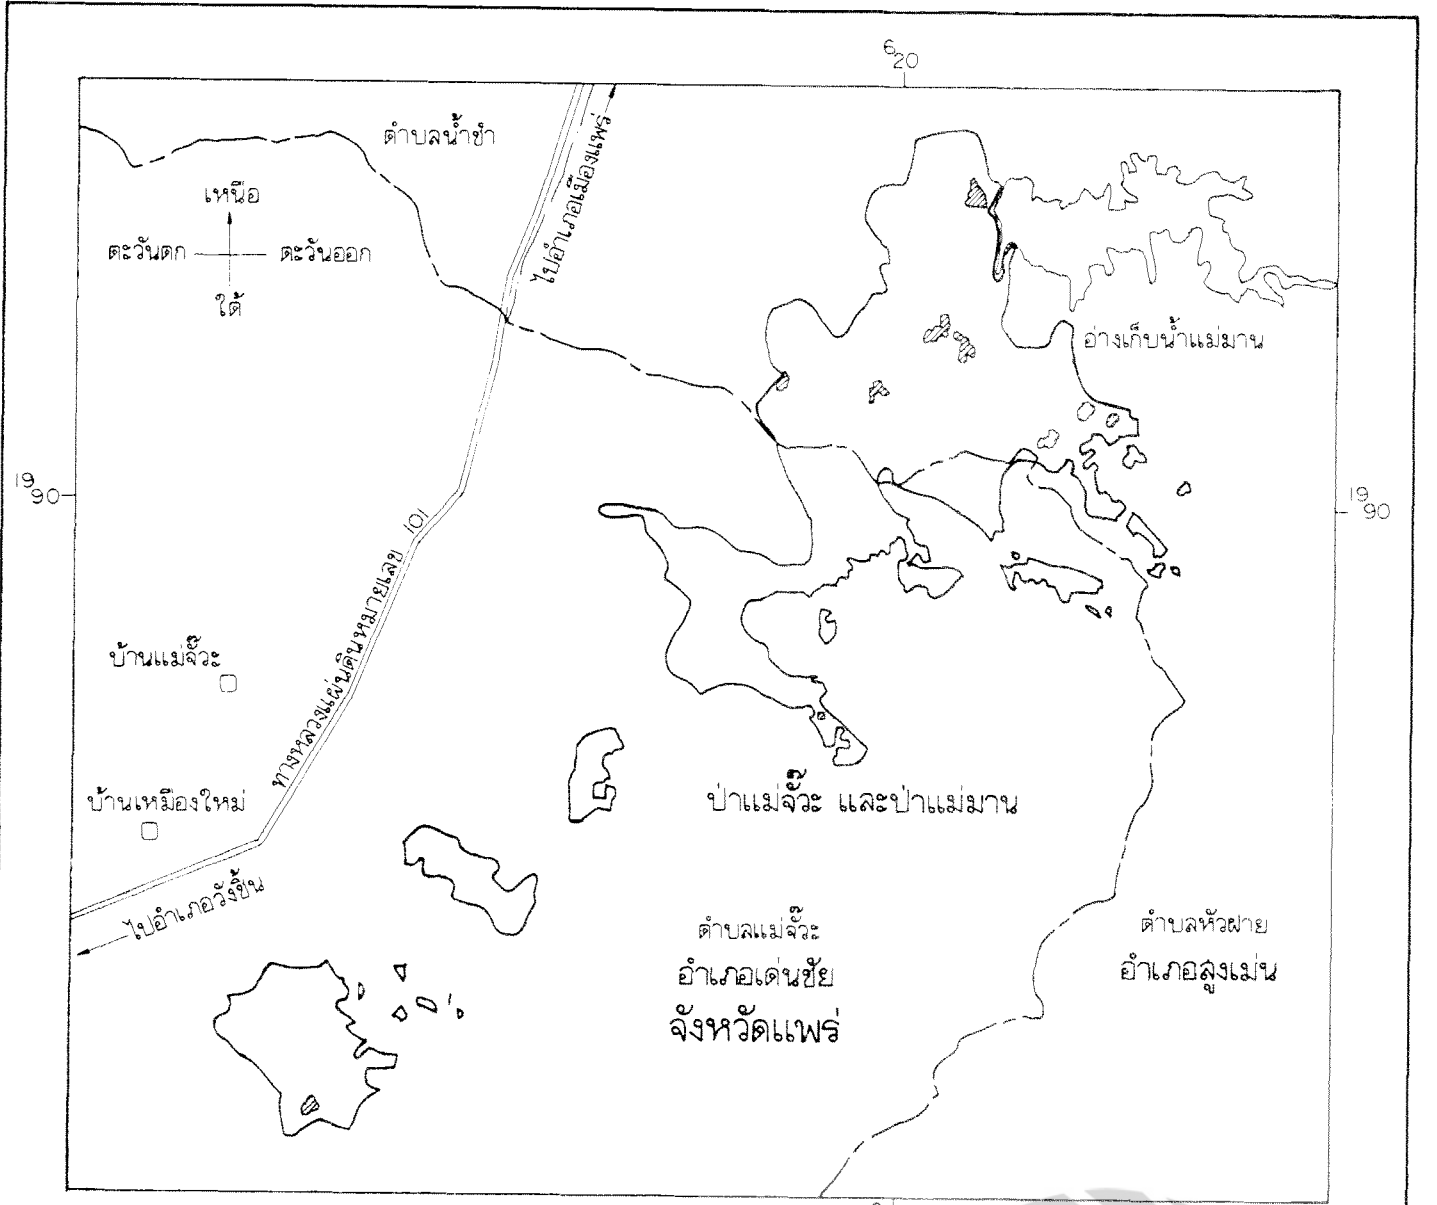 620
ตำบลน้ำชำ
ไปอำเภอเมืองแพร่
เหนือ
ตะวันตก ตะวันออก
ใต้
อ่างเก็บน้ำแม่มาน
1990
1990
ทางหลวงแผ่นดินหมายเลข 101
บ้านแม่จั๊วะ
บ้านเหมืองใหม่
ป่าแม่จั๊วะ และป่าแม่มาน
ไปอำเภอวังชิ้น
ตำบลแม่จั๊วะ
อำเภอเด่นชัย
จังหวัดแพร่
ตำบลหัวฝาย
อำเภอสูงเม่น